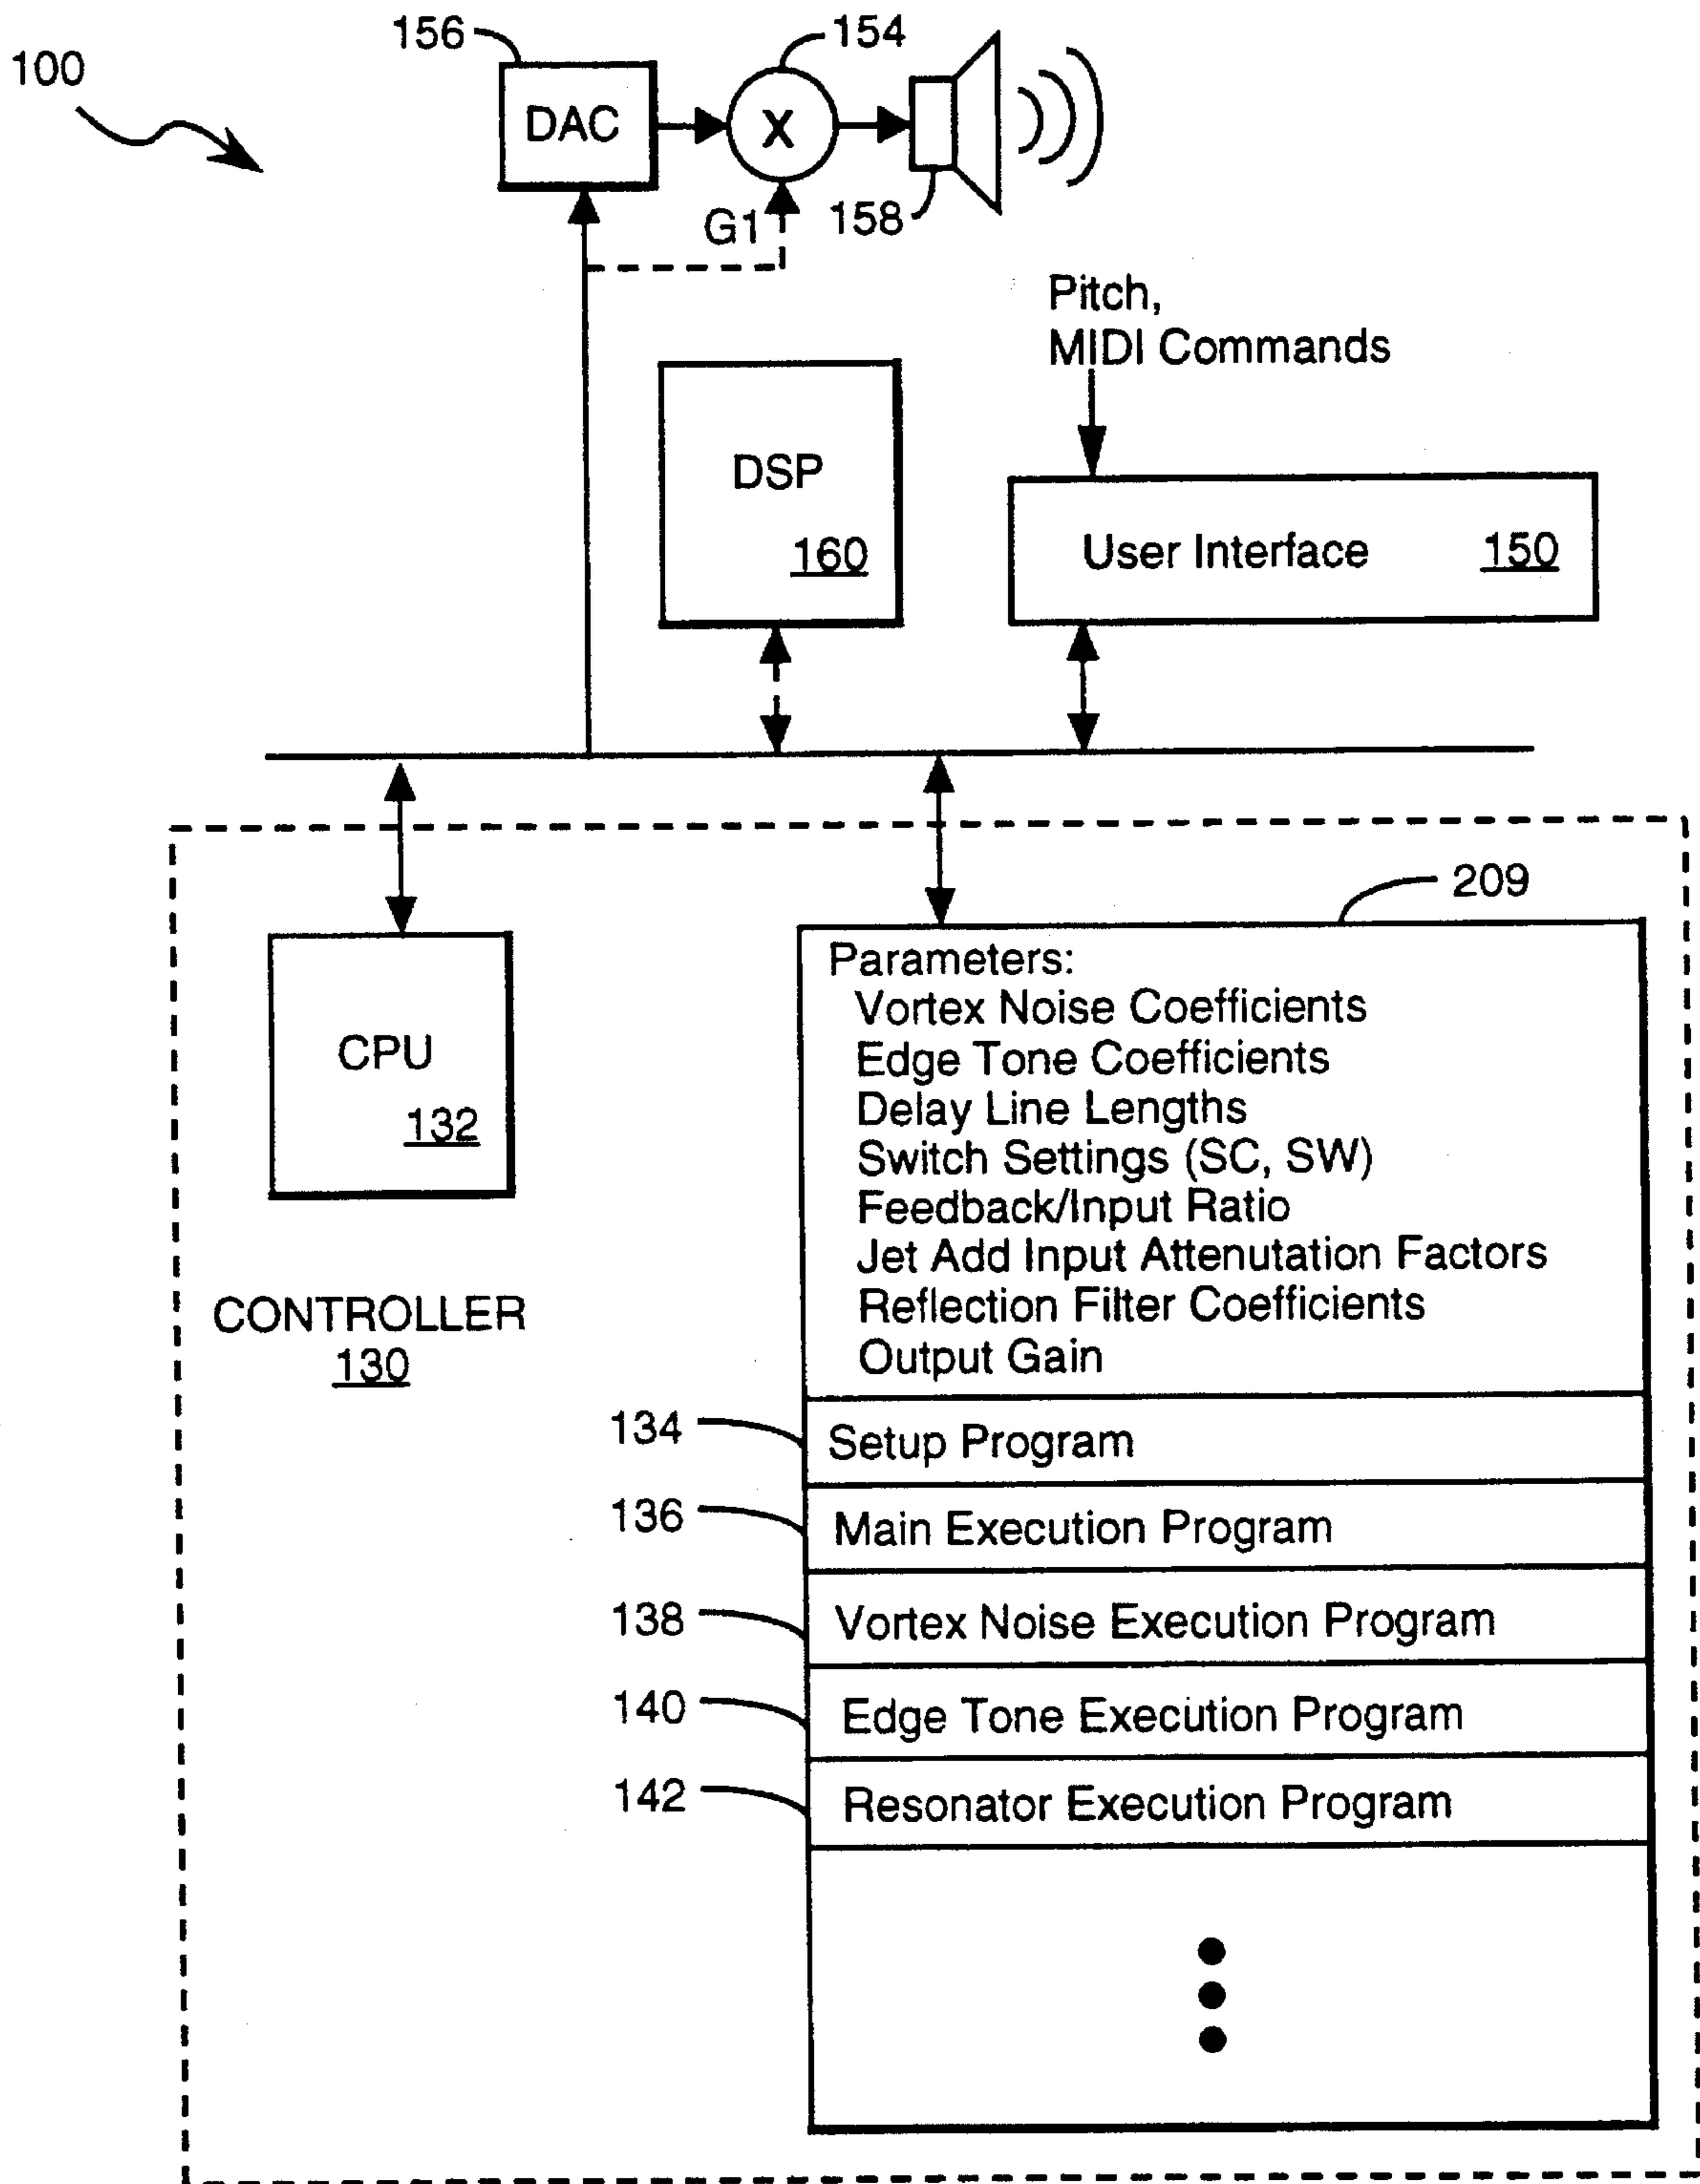 100
156
154
DAC
X
G1
158
Pitch,
MIDI Commands
DSP
160
User Interface 150
209
CPU
132
CONTROLLER
130
Parameters:
Vortex Noise Coefficients
Edge Tone Coefficients
Delay Line Lengths
Switch Settings (SC, SW)
Feedback/Input Ratio
Jet Add Input Attenutation Factors
Reflection Filter Coefficients
Output Gain
134 Setup Program
136 Main Execution Program
138 Vortex Noise Execution Program
140 Edge Tone Execution Program
142 Resonator Execution Program